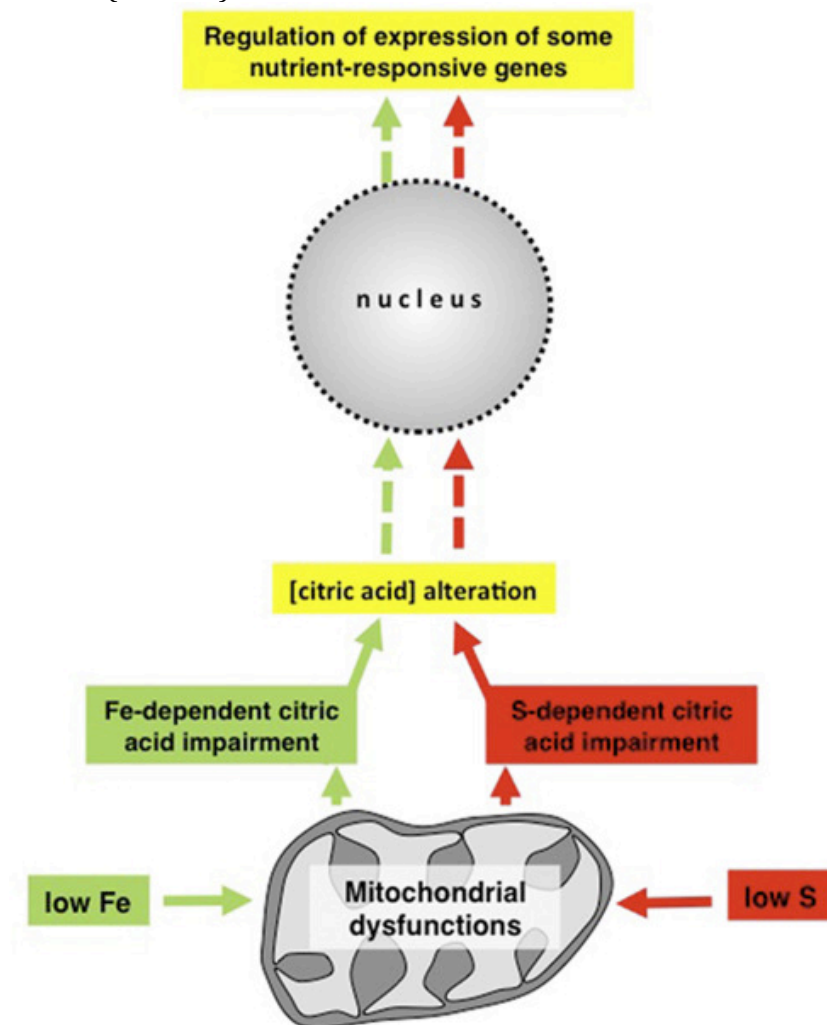 Regulation of expression of some
nutrient-responsive genes
nucleus
[citric acid] alteration
Fe-dependent citric
acid impairment
S-dependent citric
acid impairment
low Fe
Mitochondrial
dysfunctions
low S